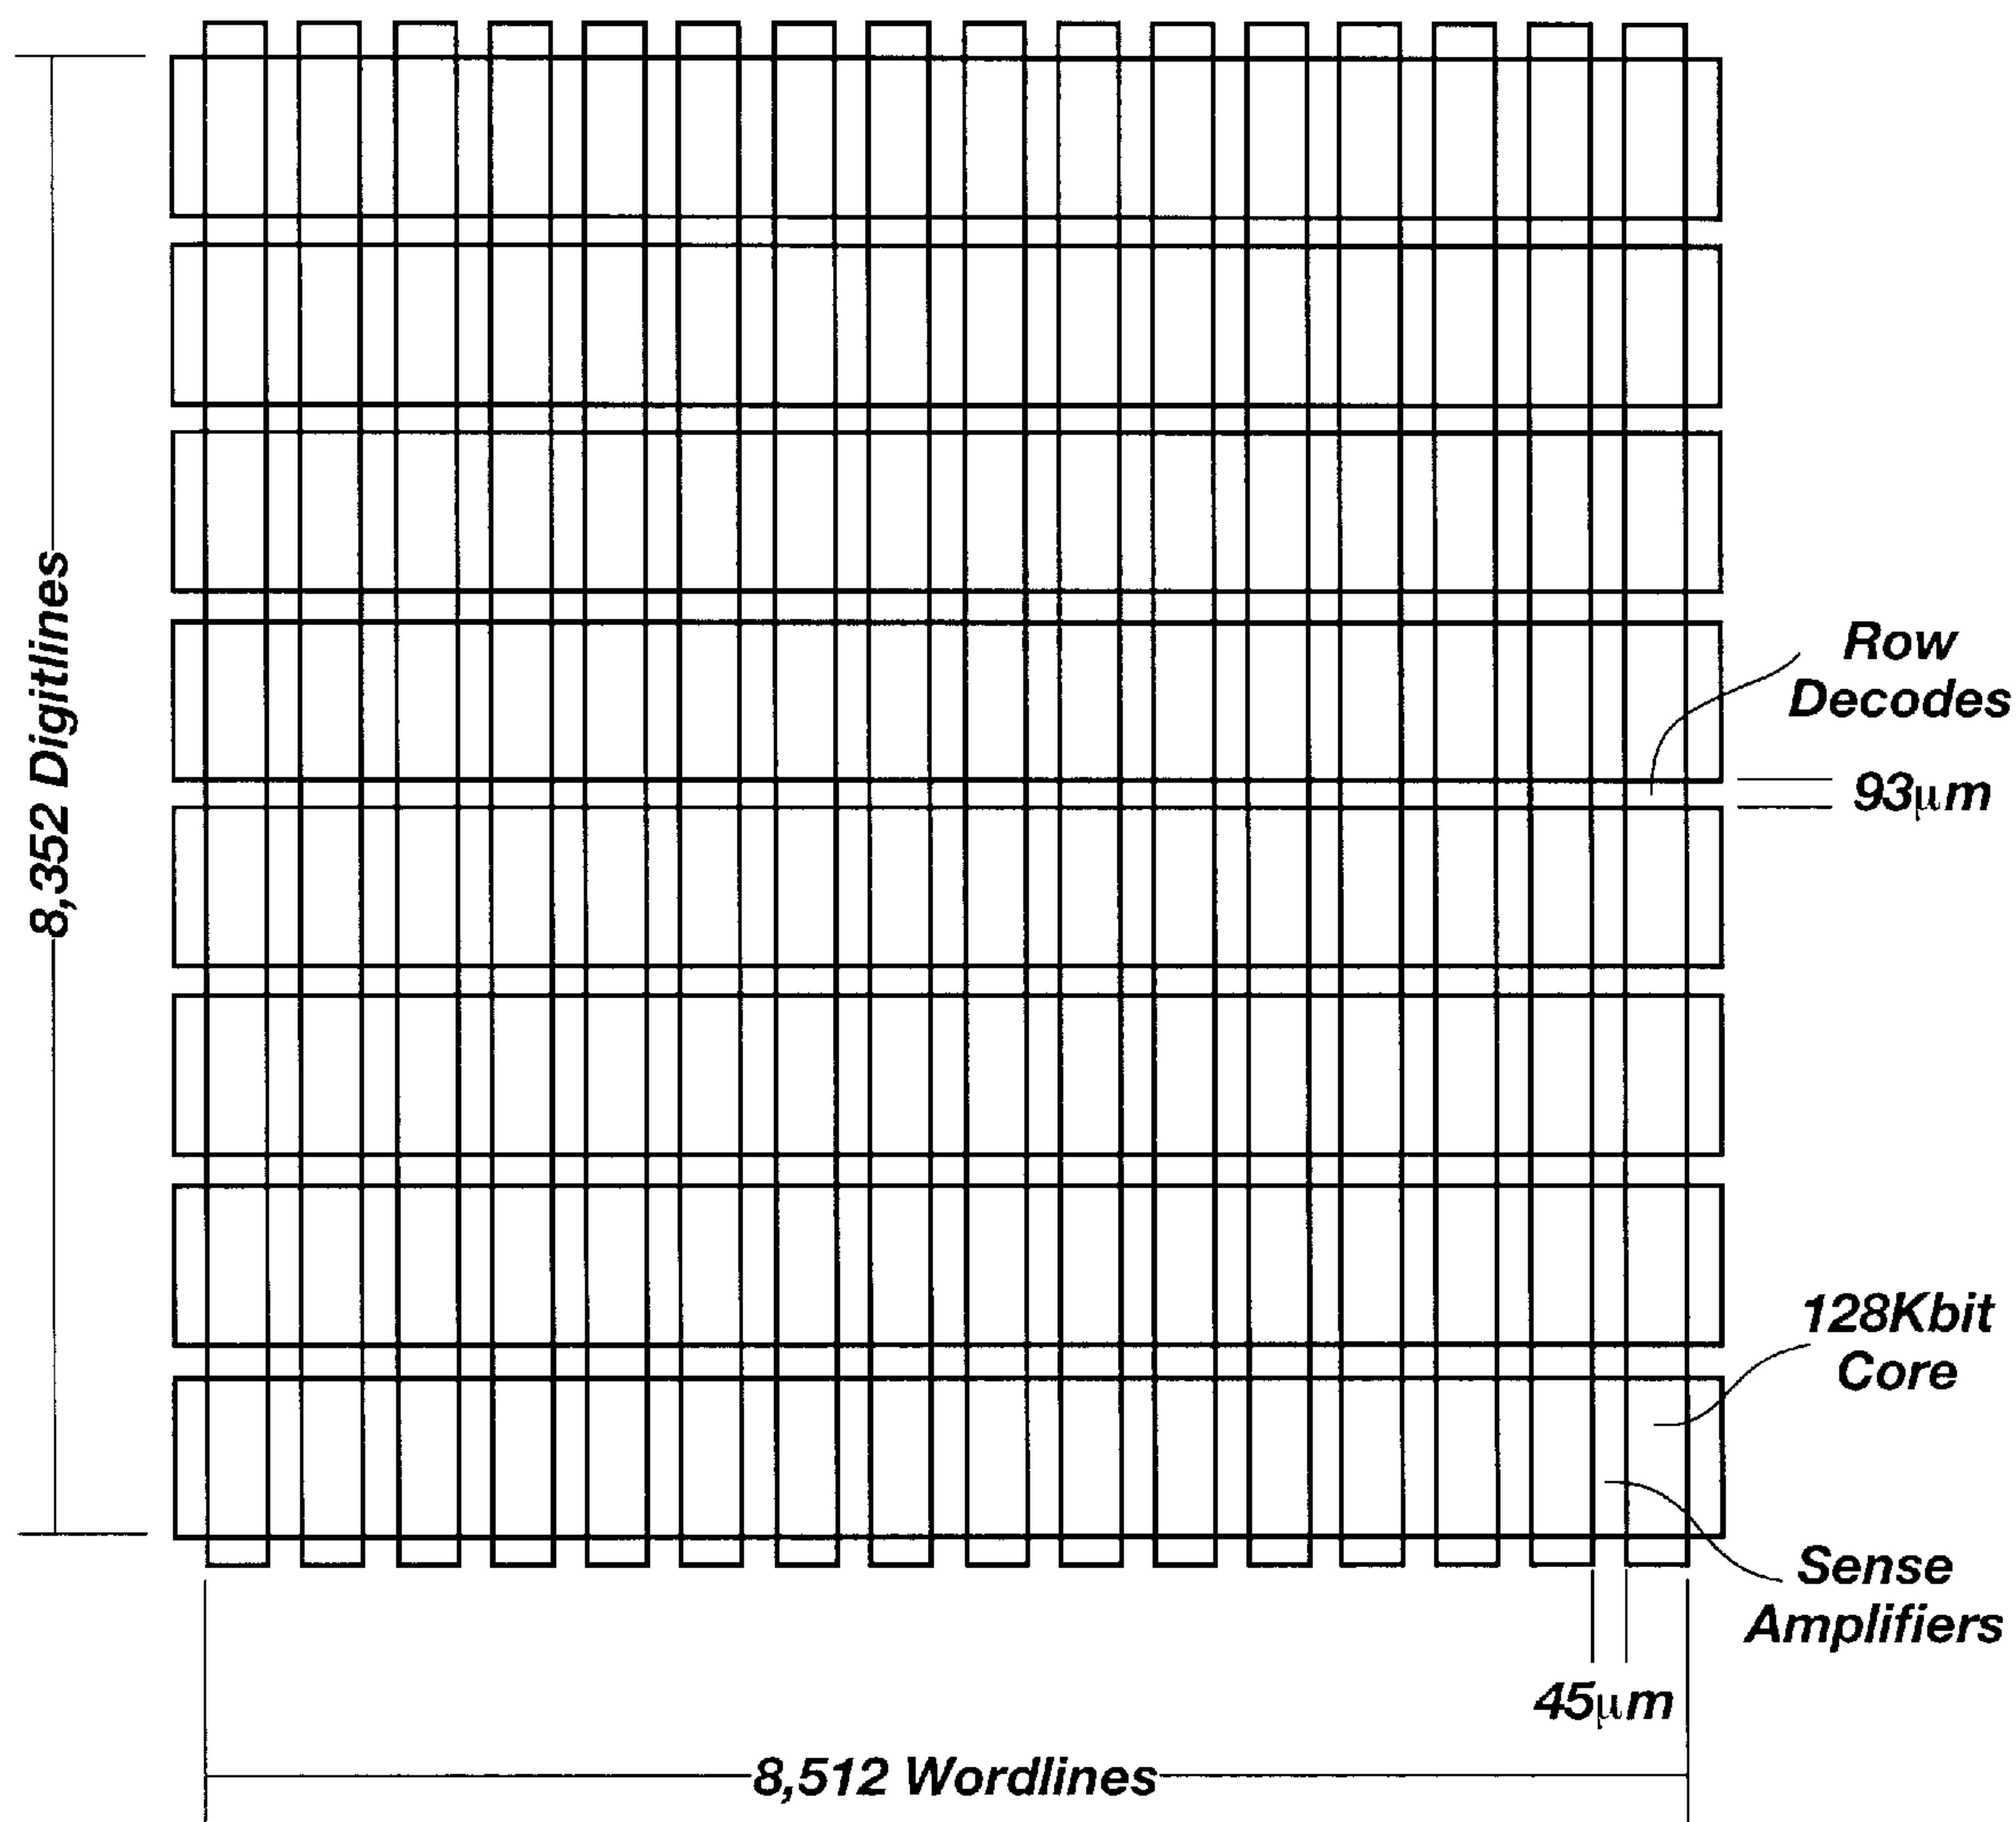 8,352 Digitlines
Row
Decodes
93μm
128Kbit
Core
Sense
Amplifiers
45μm
8,512 Wordlines